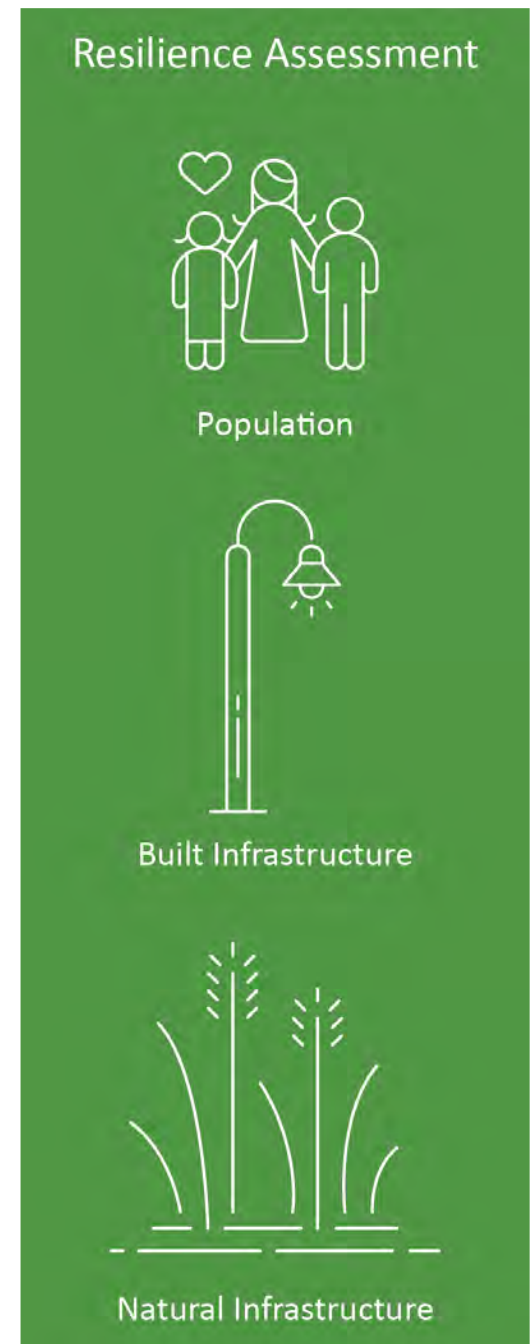 Resilience Assessment
Population
Built Infrastructure
Natural Infrastructure